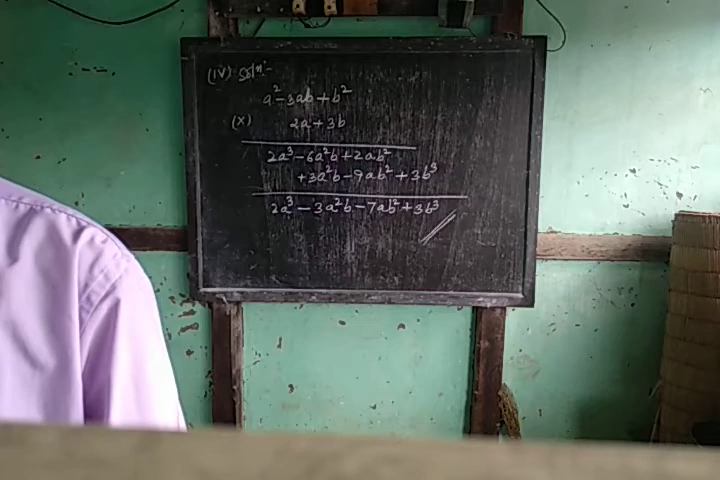 (IV) Soln:-
a²-3ab+b²
(x) 2a+3b
2a³-6a²b+2ab²
+3a²b-9ab²+3b³
2a³-3a²b-7ab²+3b³